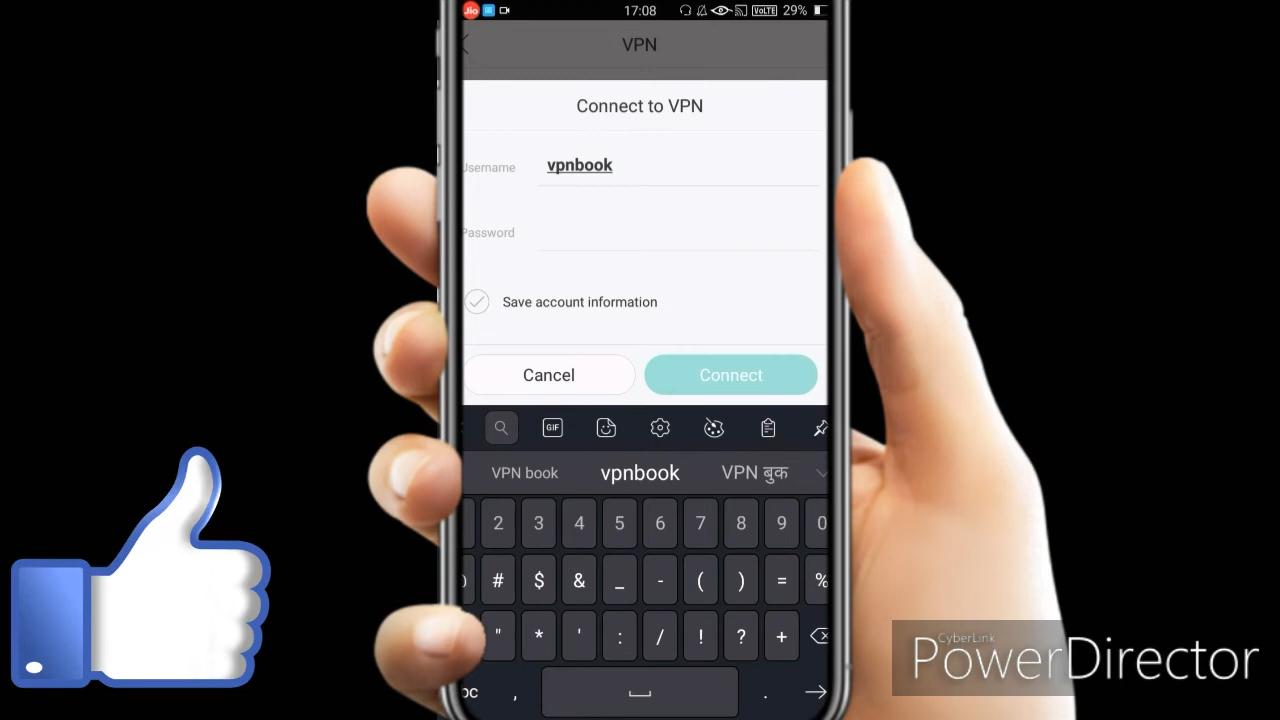 Jio 17:08 VoLTE 29%
VPN
Connect to VPN
Username vpnbook
Password
Save account information
Cancel Connect
GIF
VPN book vpnbook VPN बुक
2 3 4 5 6 7 8 9 0
# $ & _ - ( ) = %
" * ' : / ! ? +
, .
CyberLink
PowerDirector